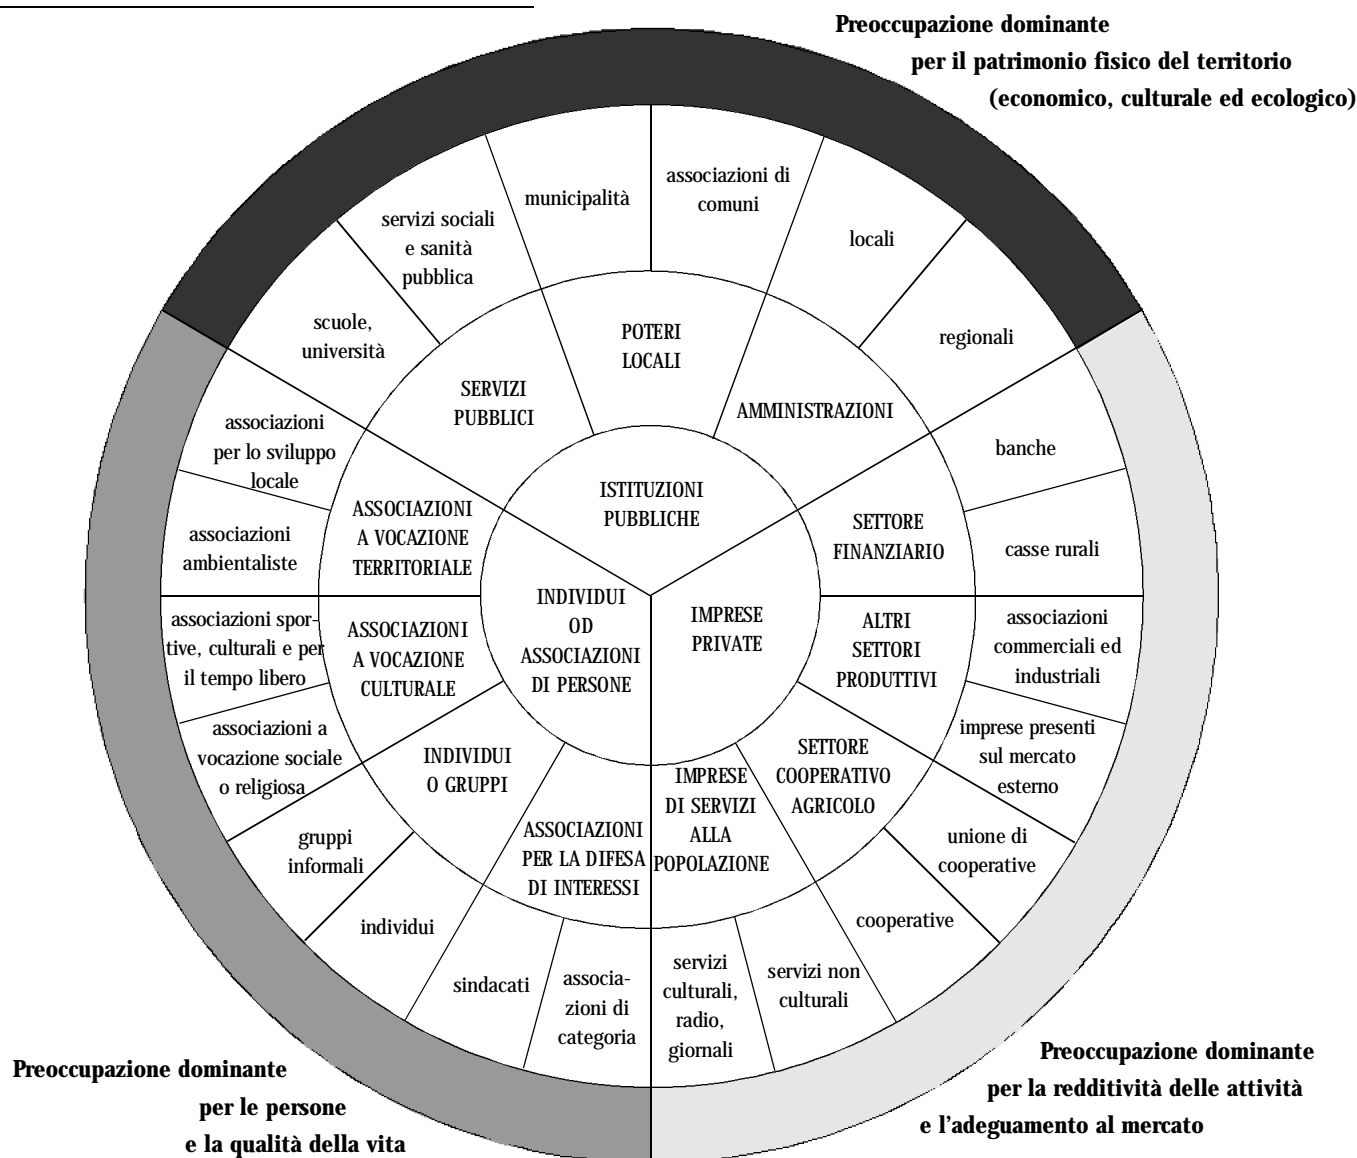 Preoccupazione dominante
per il patrimonio fisico del territorio
(economico, culturale ed ecologico)
municipalità
associazioni di
comuni
servizi sociali
e sanità
pubblica
locali
scuole,
università
regionali
POTERI
LOCALI
SERVIZI
PUBBLICI
AMMINISTRAZIONI
associazioni
per lo sviluppo
locale
banche
ISTITUZIONI
PUBBLICHE
ASSOCIAZIONI
A VOCAZIONE
TERRITORIALE
SETTORE
FINANZIARIO
associazioni
ambientaliste
casse rurali
INDIVIDUI
OD
ASSOCIAZIONI
DI PERSONE
IMPRESE
PRIVATE
associazioni spor-
tive, culturali e per
il tempo libero
ASSOCIAZIONI
A VOCAZIONE
CULTURALE
ALTRI
SETTORI
PRODUTTIVI
associazioni
commerciali ed
industriali
associazioni a
vocazione sociale
o religiosa
INDIVIDUI
O GRUPPI
SETTORE
COOPERATIVO
AGRICOLO
imprese presenti
sul mercato
esterno
IMPRESE
DI SERVIZI
ALLA
POPOLAZIONE
ASSOCIAZIONI
PER LA DIFESA
DI INTERESSI
gruppi
informali
unione di
cooperative
individui
cooperative
sindacati
associa-
zioni di
categoria
servizi
culturali,
radio,
giornali
servizi non
culturali
Preoccupazione dominante
per le persone
e la qualità della vita
Preoccupazione dominante
per la redditività delle attività
e l'adeguamento al mercato